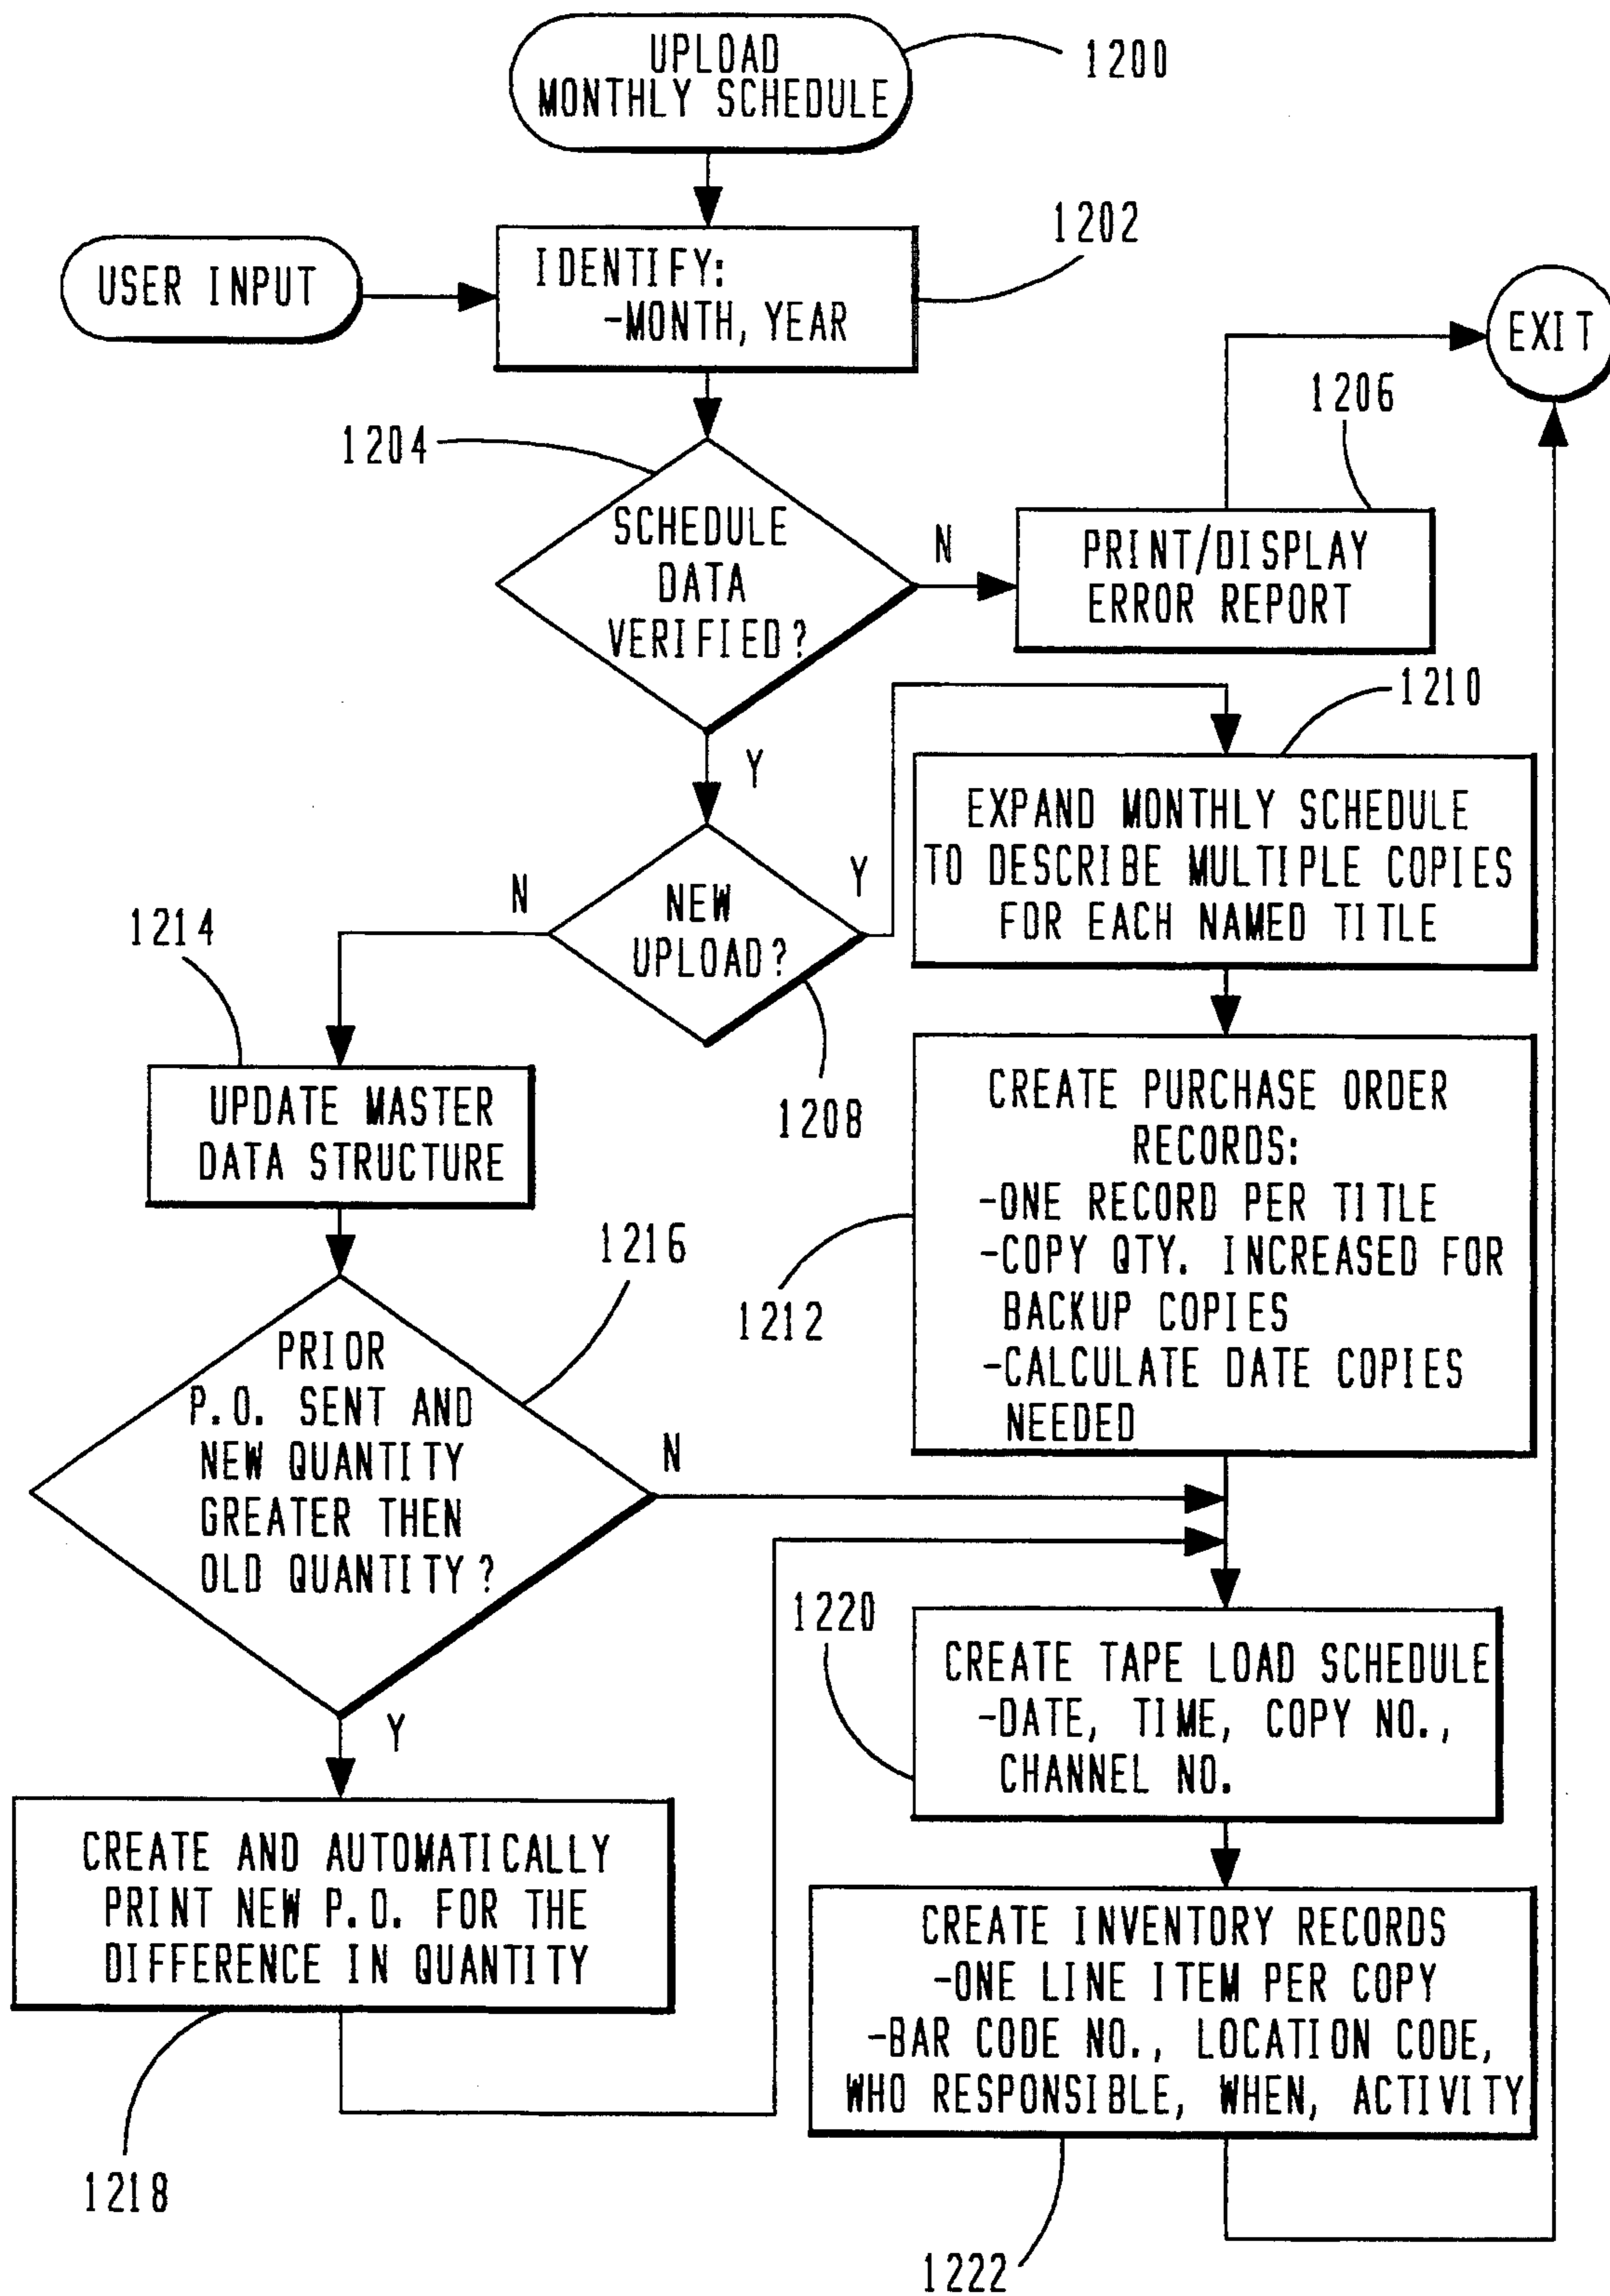 UPLOAD
MONTHLY SCHEDULE
1200
1202
USER INPUT
IDENTIFY:
-MONTH, YEAR
EXIT
1206
1204
SCHEDULE
DATA
VERIFIED?
N
PRINT/DISPLAY
ERROR REPORT
1210
Y
EXPAND MONTHLY SCHEDULE
TO DESCRIBE MULTIPLE COPIES
FOR EACH NAMED TITLE
N
Y
NEW
UPLOAD?
1214
1208
UPDATE MASTER
DATA STRUCTURE
CREATE PURCHASE ORDER
RECORDS:
-ONE RECORD PER TITLE
-COPY QTY. INCREASED FOR
BACKUP COPIES
-CALCULATE DATE COPIES
NEEDED
1212
1216
PRIOR
P.O. SENT AND
NEW QUANTITY
GREATER THEN
OLD QUANTITY?
N
Y
1220
CREATE TAPE LOAD SCHEDULE
-DATE, TIME, COPY NO.,
CHANNEL NO.
CREATE AND AUTOMATICALLY
PRINT NEW P.O. FOR THE
DIFFERENCE IN QUANTITY
1218
CREATE INVENTORY RECORDS
-ONE LINE ITEM PER COPY
-BAR CODE NO., LOCATION CODE,
WHO RESPONSIBLE, WHEN, ACTIVITY
1222